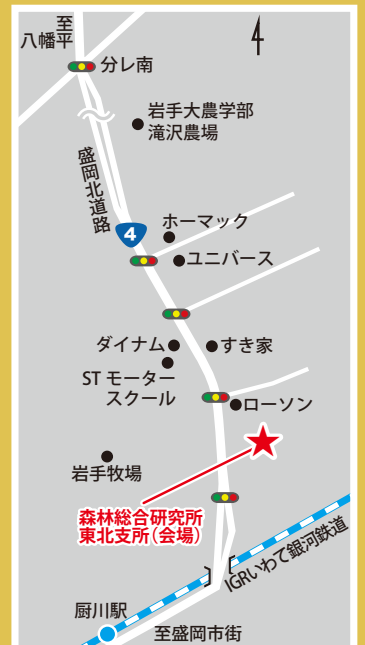 至
八幡平
4
分レ南
岩手大農学部
滝沢農場
盛岡北道路
4
ホーマック
ユニバース
ダイナム
すき家
ST モーター
スクール
ローソン
岩手牧場
森林総合研究所
東北支所（会場）
IGRいわて銀河鉄道
厨川駅
至盛岡市街